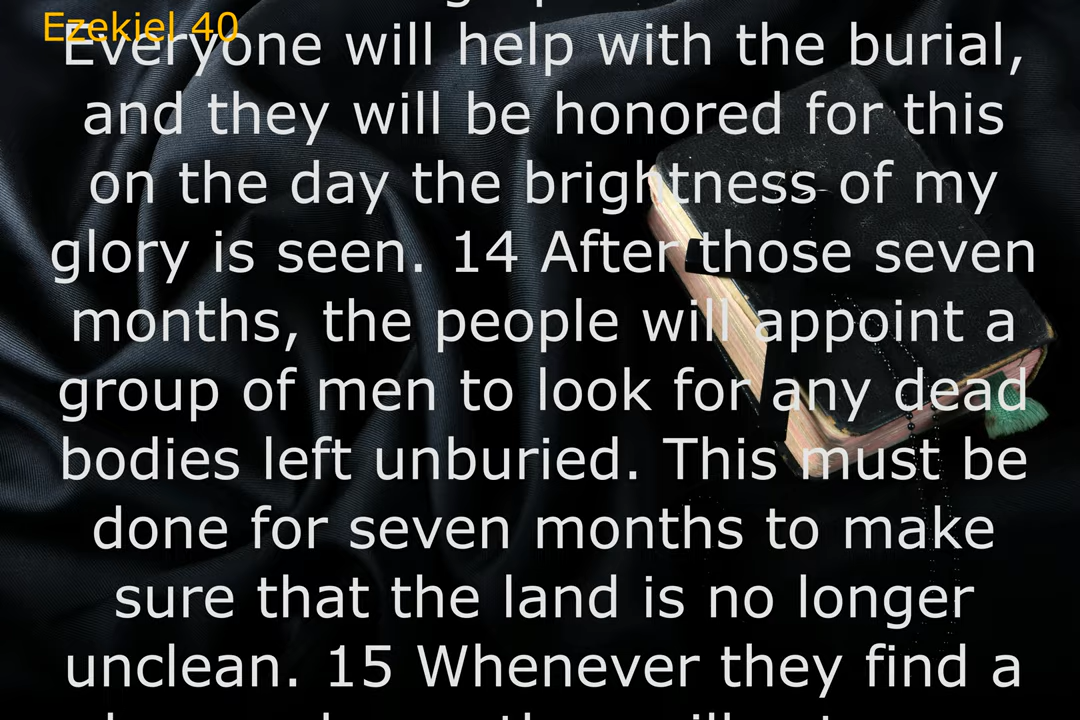 Ezekiel 40
Everyone will help with the burial,
and they will be honored for this
on the day the brightness of my
glory is seen. 14 After those seven
months, the people will appoint a
group of men to look for any dead
bodies left unburied. This must be
done for seven months to make
sure that the land is no longer
unclean. 15 Whenever they find a